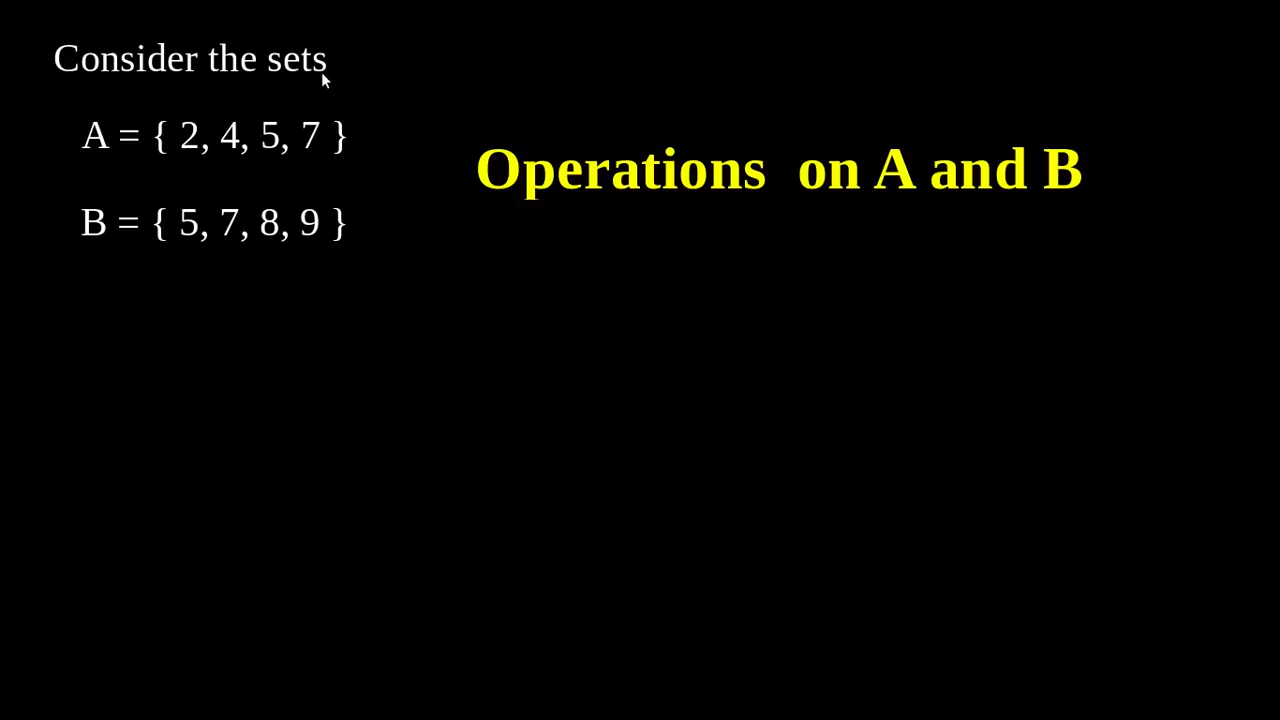 Consider the sets
A = { 2, 4, 5, 7 }
Operations on A and B
B = { 5, 7, 8, 9 }